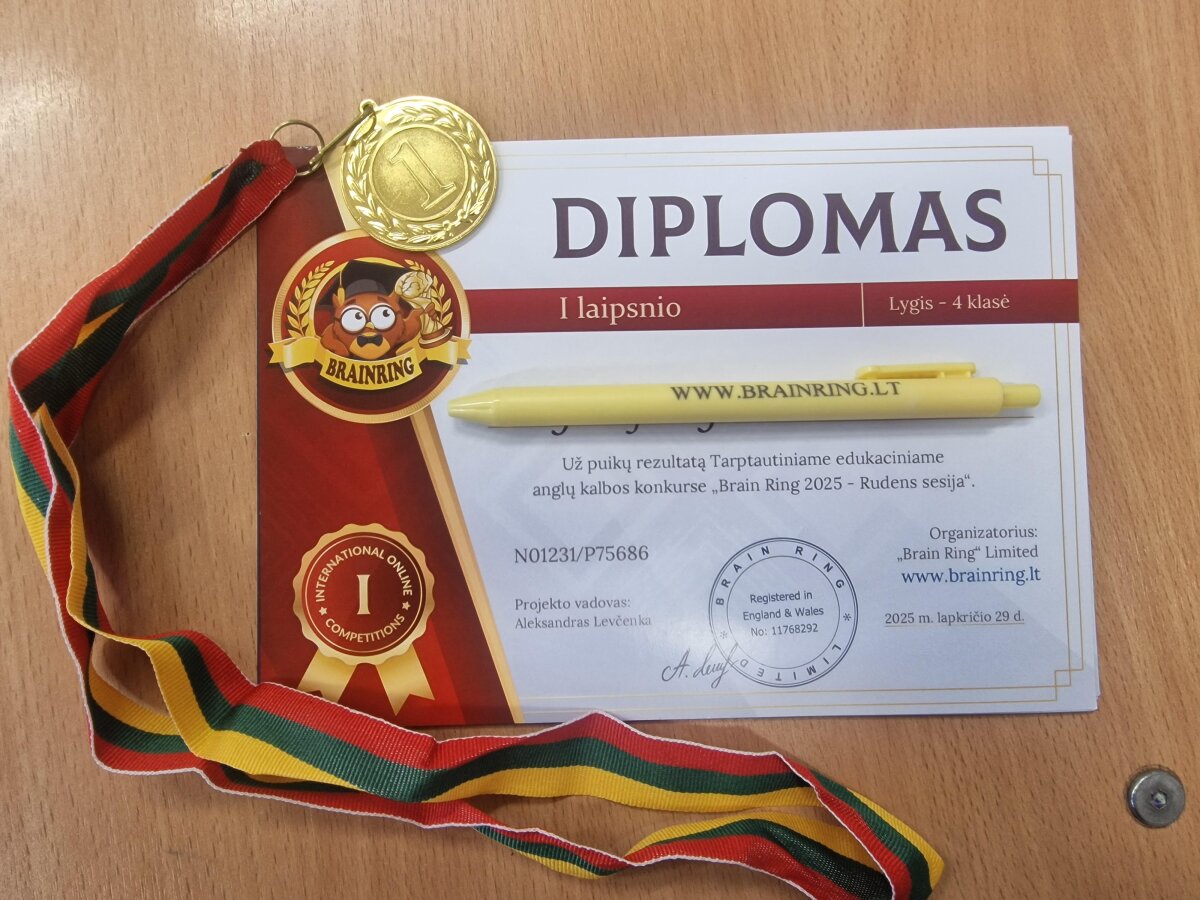 1
DIPLOMAS
I laipsnio
Lygis - 4 klasė
BRAINRING
WWW.BRAINRING.LT
Už puikų rezultatą Tarptautiniame edukaciniame
anglų kalbos konkurse „Brain Ring 2025 - Rudens sesija“.
N01231/P75686
Organizatorius:
„Brain Ring“ Limited
www.brainring.lt
INTERNATIONAL ONLINE
I
COMPETITIONS
Projekto vadovas:
Aleksandras Levčenka
BRAIN RING
Registered in
England & Wales
No: 11768292
LIMITED
2025 m. lapkričio 29 d.